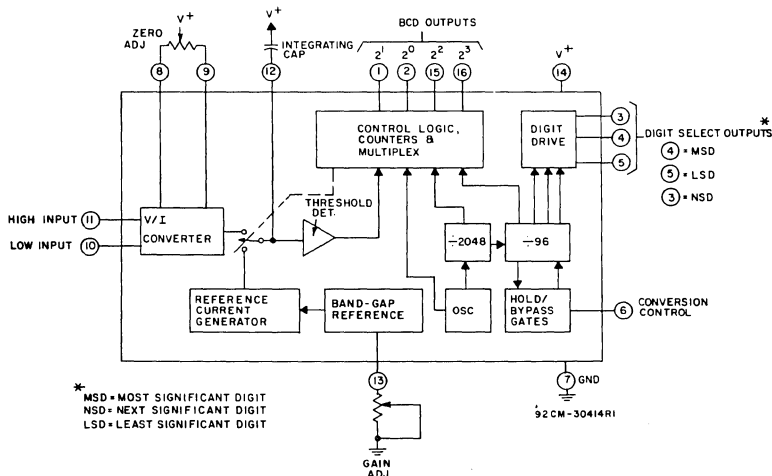 BCD OUTPUTS
V+
V+
ZERO ADJ
INTEGRATING CAP
2¹ 2⁰ 2² 2³
V+
8 9 12 1 2 15 16 14
CONTROL LOGIC, COUNTERS & MULTIPLEX
DIGIT DRIVE
3
4
5
* DIGIT SELECT OUTPUTS
4 = MSD
5 = LSD
3 = NSD
THRESHOLD DET.
HIGH INPUT 11
LOW INPUT 10
V/I CONVERTER
÷2048
÷96
REFERENCE CURRENT GENERATOR
BAND-GAP REFERENCE
OSC
HOLD/ BYPASS GATES
6 CONVERSION CONTROL
13
7 GND
* MSD = MOST SIGNIFICANT DIGIT
NSD = NEXT SIGNIFICANT DIGIT
LSD = LEAST SIGNIFICANT DIGIT
92CM-30414R1
GAIN ADJ